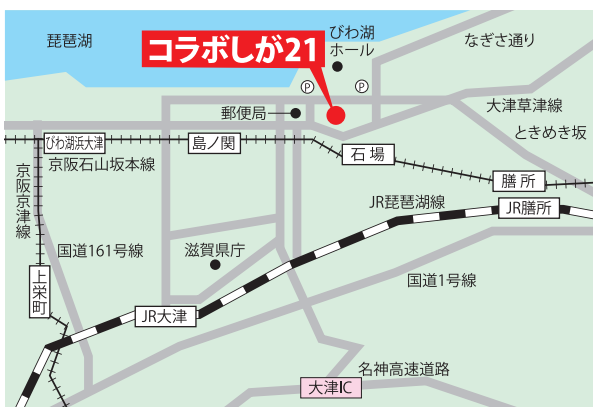 琵琶湖
コラボしが21
びわ湖
ホール
なぎさ通り
P
P
郵便局
大津草津線
ときめき坂
びわ湖浜大津
島ノ関
石場
京阪石山坂本線
膳所
京阪京津線
JR琵琶湖線
JR膳所
国道161号線
滋賀県庁
上栄町
国道1号線
JR大津
名神高速道路
大津IC